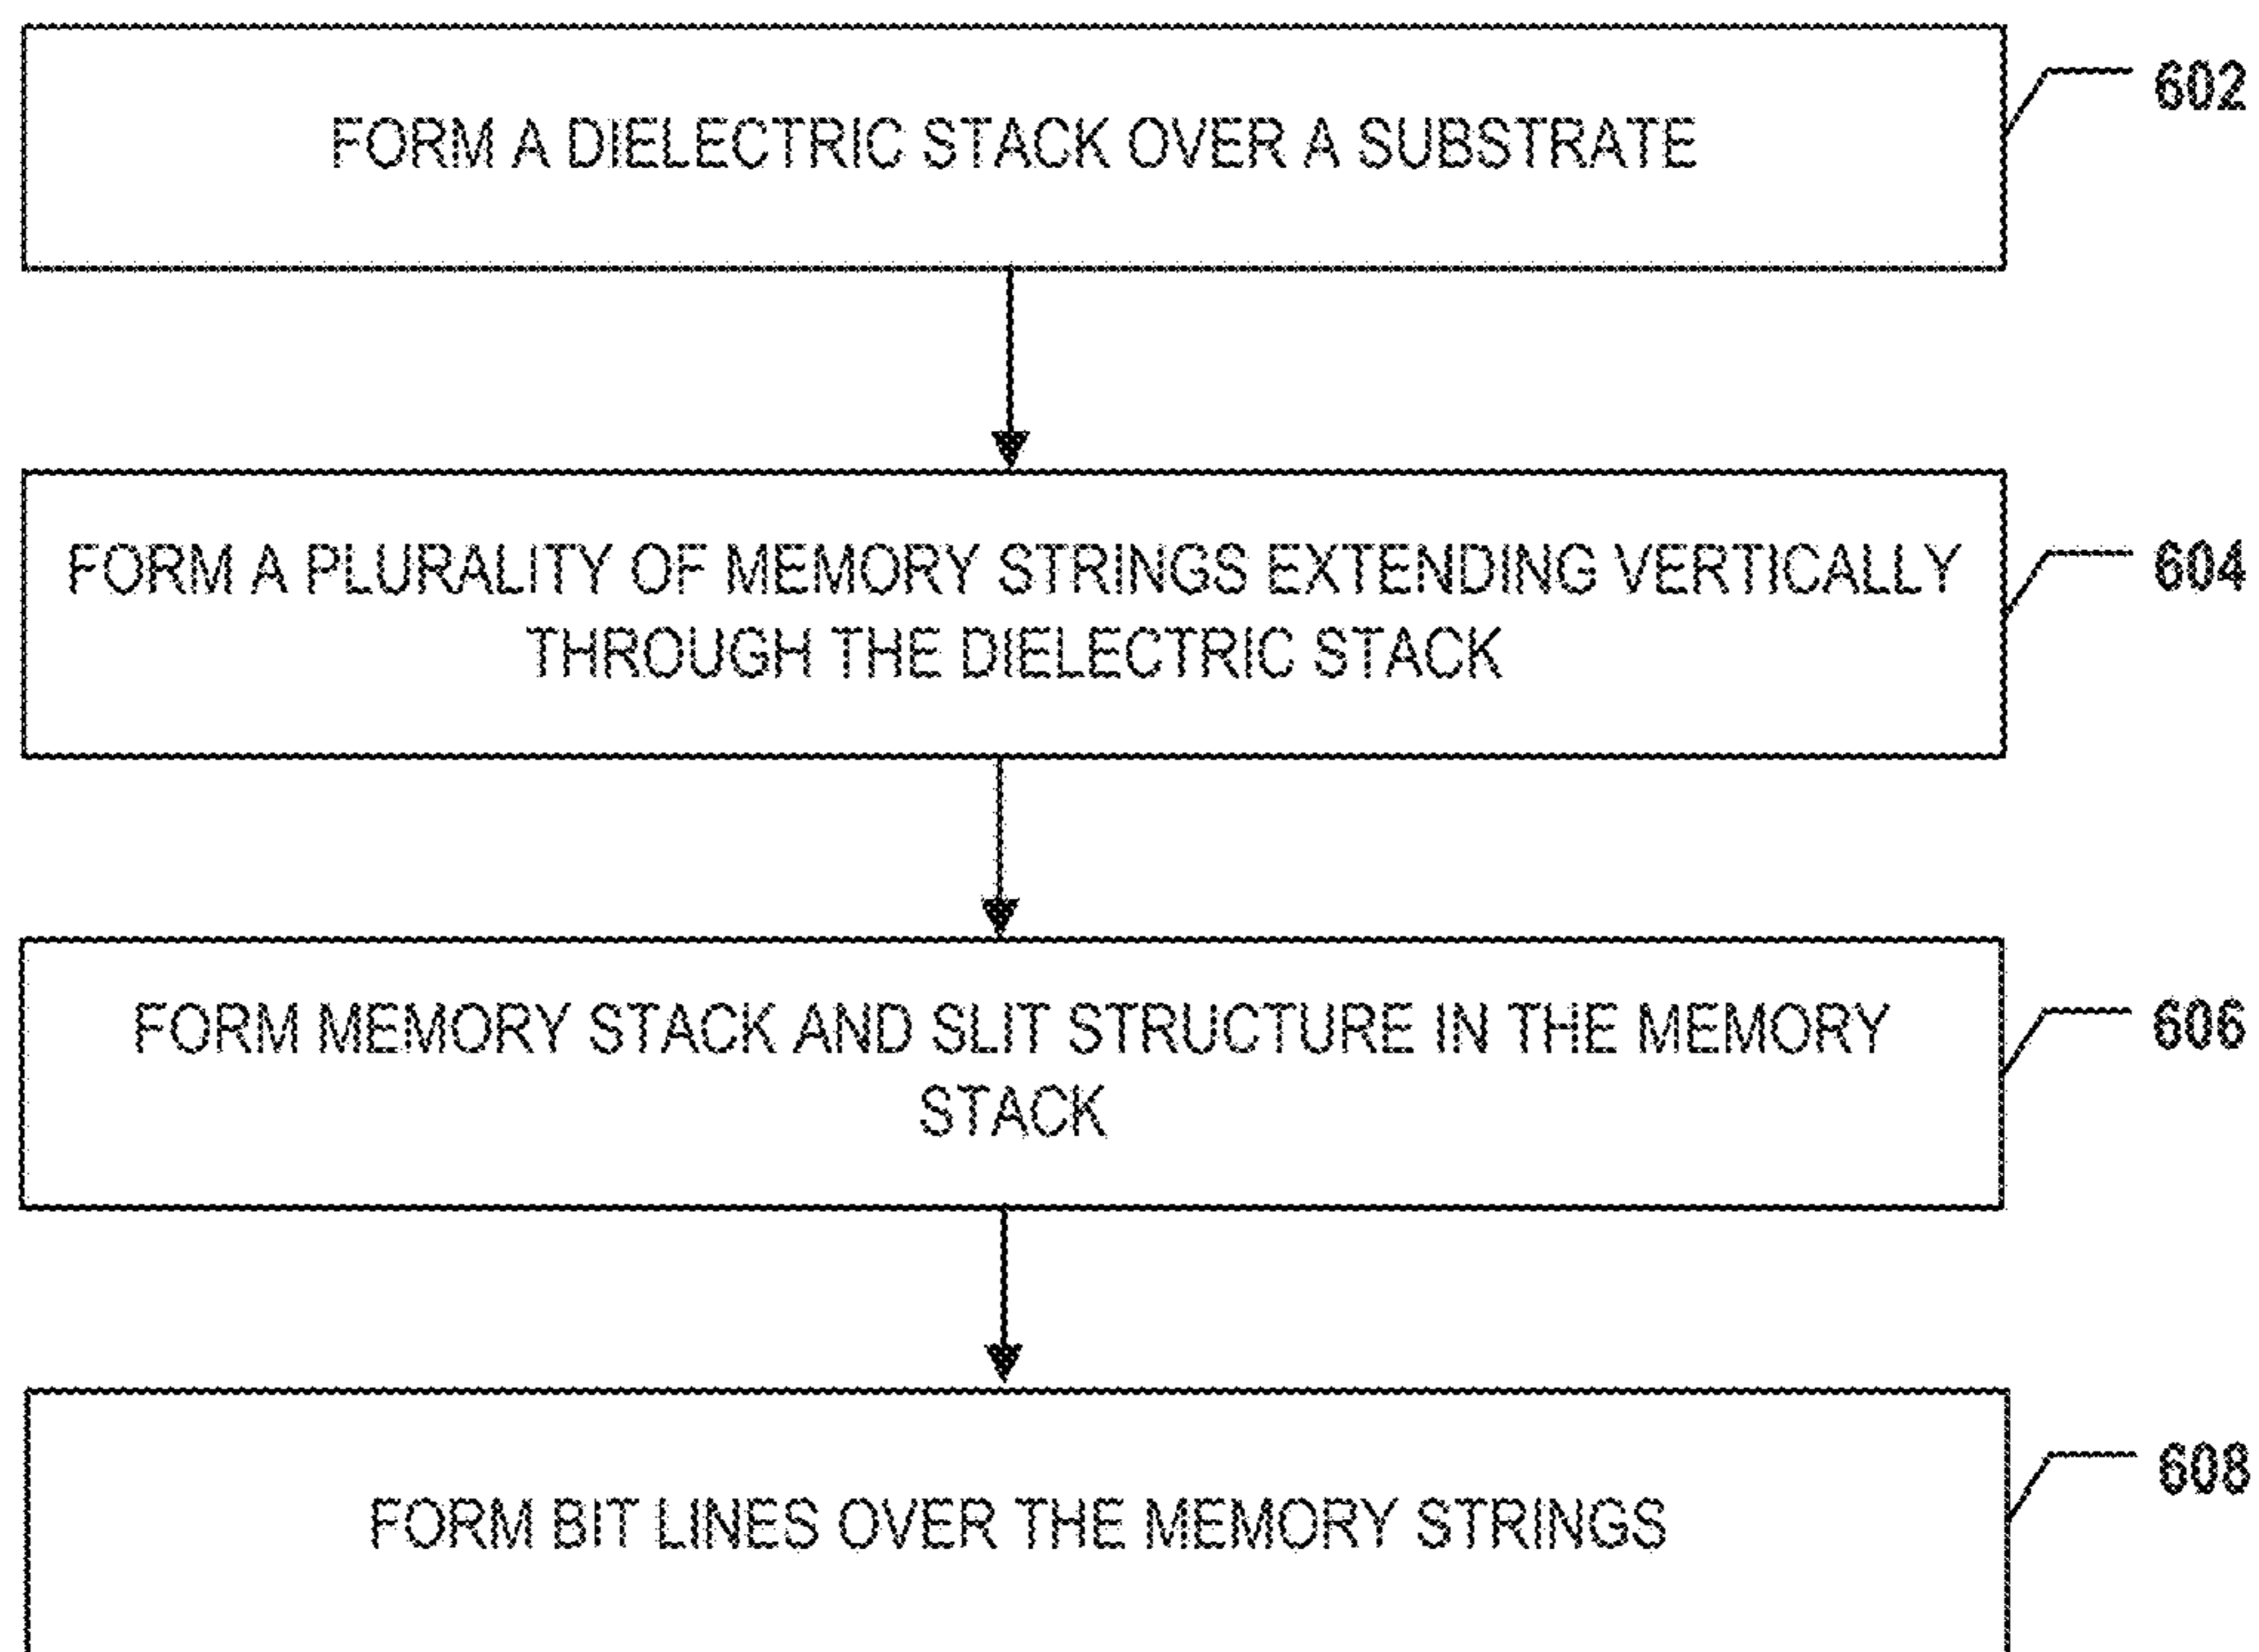 FORM A DIELECTRIC STACK OVER A SUBSTRATE
602
FORM A PLURALITY OF MEMORY STRINGS EXTENDING VERTICALLY
THROUGH THE DIELECTRIC STACK
604
FORM MEMORY STACK AND SLIT STRUCTURE IN THE MEMORY
STACK
606
FORM BIT LINES OVER THE MEMORY STRINGS
608